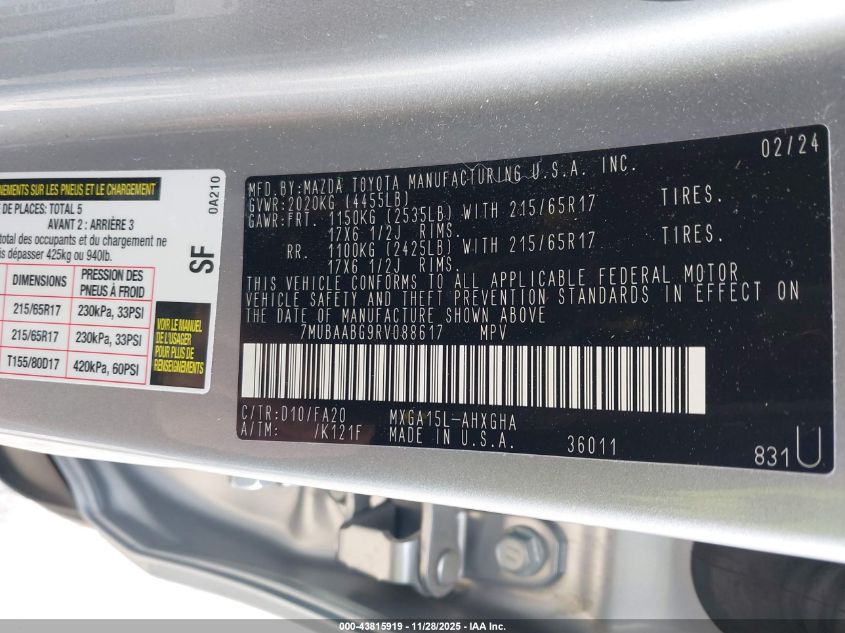 NEMENTS SUR LES PNEUS ET LE CHARGEMENT
DE PLACES: TOTAL 5
AVANT 2 : ARRIÈRE 3
total des occupants et du chargement ne
dépasser 425kg ou 940lb.
DIMENSIONS PRESSION DES PNEUS À FROID
215/65R17 230kPa, 33PSI
215/65R17 230kPa, 33PSI
T155/80D17 420kPa, 60PSI
VOIR LE MANUEL
DE L'USAGER
POUR PLUS DE
RENSEIGNEMENTS
SF
0A210
02/24
MFD.BY:MAZDA TOYOTA MANUFACTURING U.S.A. INC.
GVWR:2020KG (4455LB)
GAWR:FRT. 1150KG (2535LB) WITH 215/65R17 TIRES.
17X6 1/2J RIMS.
RR. 1100KG (2425LB) WITH 215/65R17 TIRES.
17X6 1/2J RIMS.
THIS VEHICLE CONFORMS TO ALL APPLICABLE FEDERAL MOTOR
VEHICLE SAFETY AND THEFT PREVENTION STANDARDS IN EFFECT ON
THE DATE OF MANUFACTURE SHOWN ABOVE
7MUBAABG9RV088617 MPV
C/TR:D10/FA20 MXGA15L-AHXGHA
A/TM: /K121F MADE IN U.S.A. 36011
831U
000-43815919 - 11/28/2025 - IAA Inc.